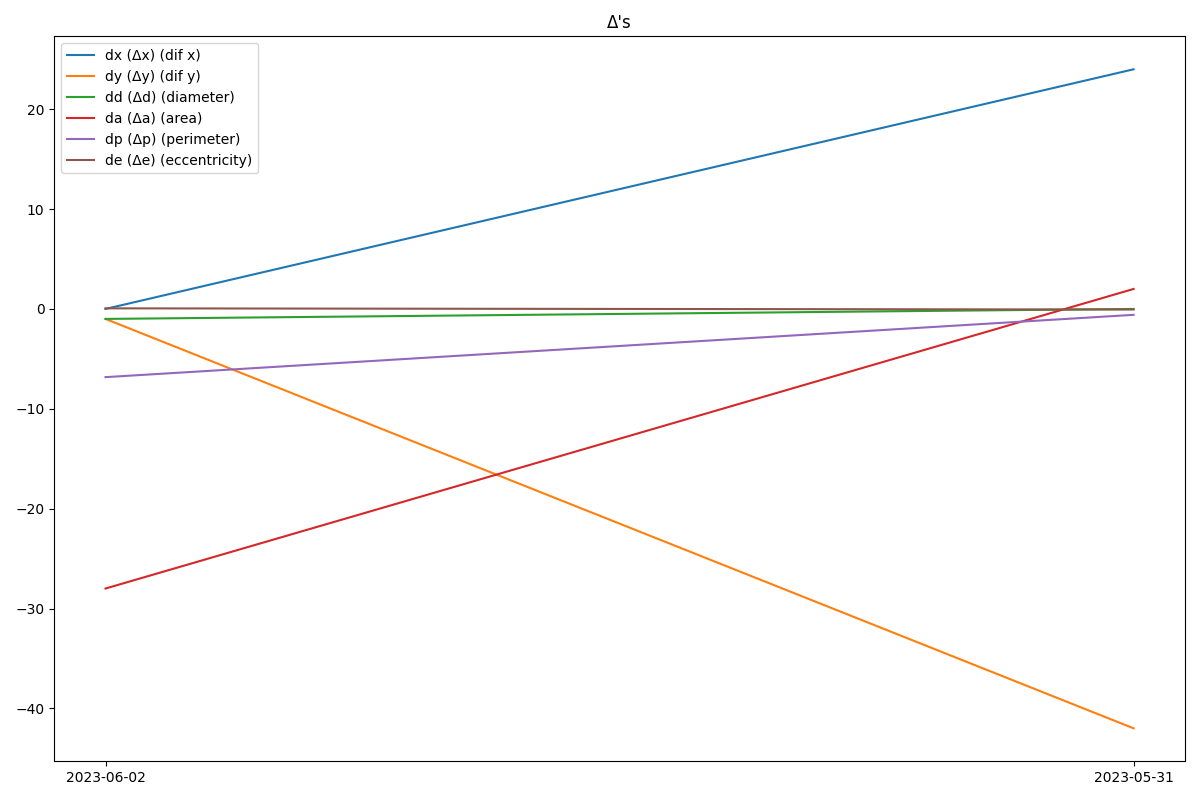 Δ's
dx (Δx) (dif x)
dy (Δy) (dif y)
dd (Δd) (diameter)
da (Δa) (area)
dp (Δp) (perimeter)
de (Δe) (eccentricity)
20
10
0
−10
−20
−30
−40
2023-06-02 2023-05-31